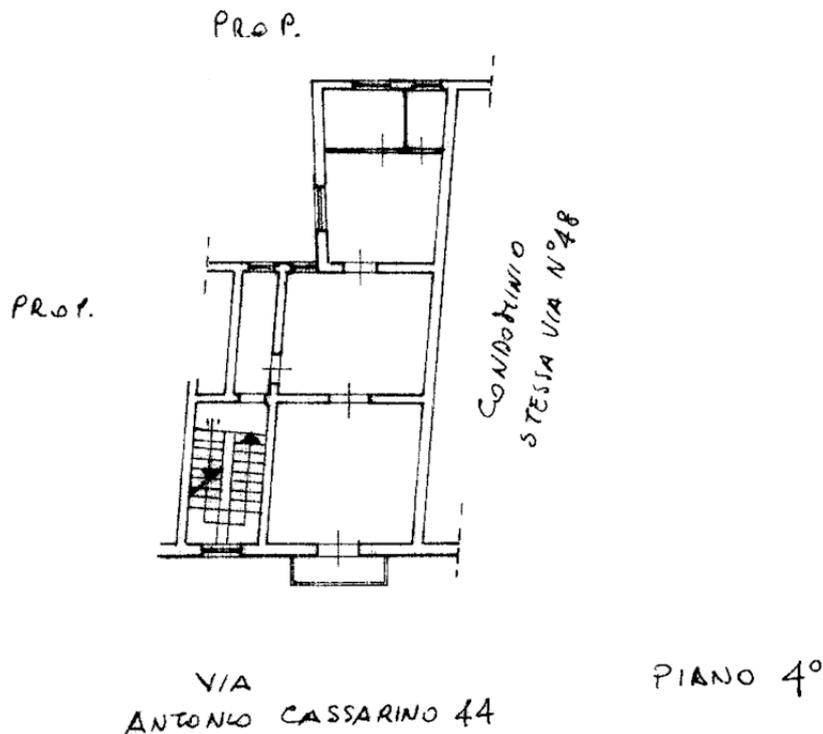 PROP.
PROP.
CONDOMINIO
STESSA VIA N°48
VIA
ANTONIO CASSARINO 44
PIANO 4°